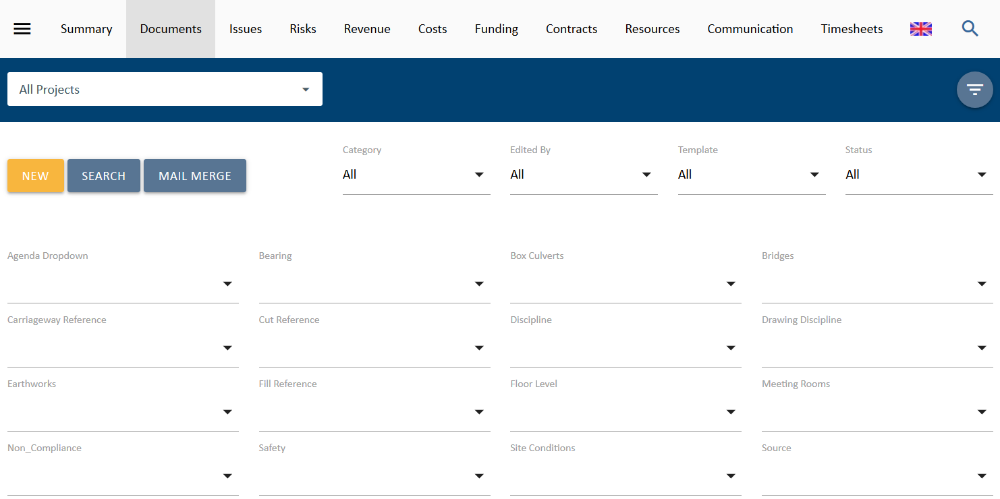 Summary Documents Issues Risks Revenue Costs Funding Contracts Resources Communication Timesheets
All Projects
Category Edited By Template Status
NEW SEARCH MAIL MERGE All All All All
Agenda Dropdown Bearing Box Culverts Bridges
Carriageway Reference Cut Reference Discipline Drawing Discipline
Earthworks Fill Reference Floor Level Meeting Rooms
Non_Compliance Safety Site Conditions Source